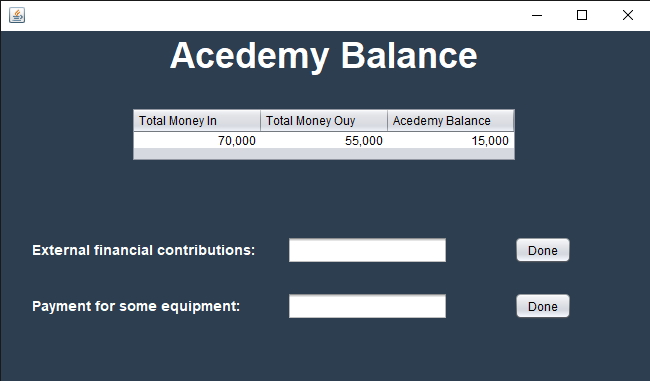 Acedemy Balance
Total Money In Total Money Ouy Acedemy Balance
70,000 55,000 15,000
External financial contributions: Done
Payment for some equipment: Done